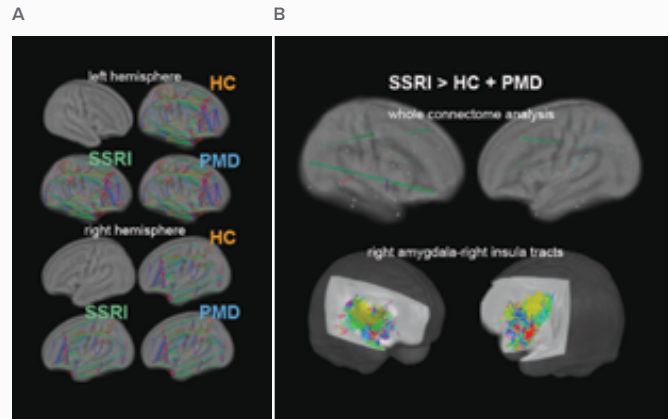 A
B
left hemisphere
HC
SSRI
PMD
right hemisphere
HC
SSRI
PMD
SSRI > HC + PMD
whole connectome analysis
right amygdala-right insula tracts